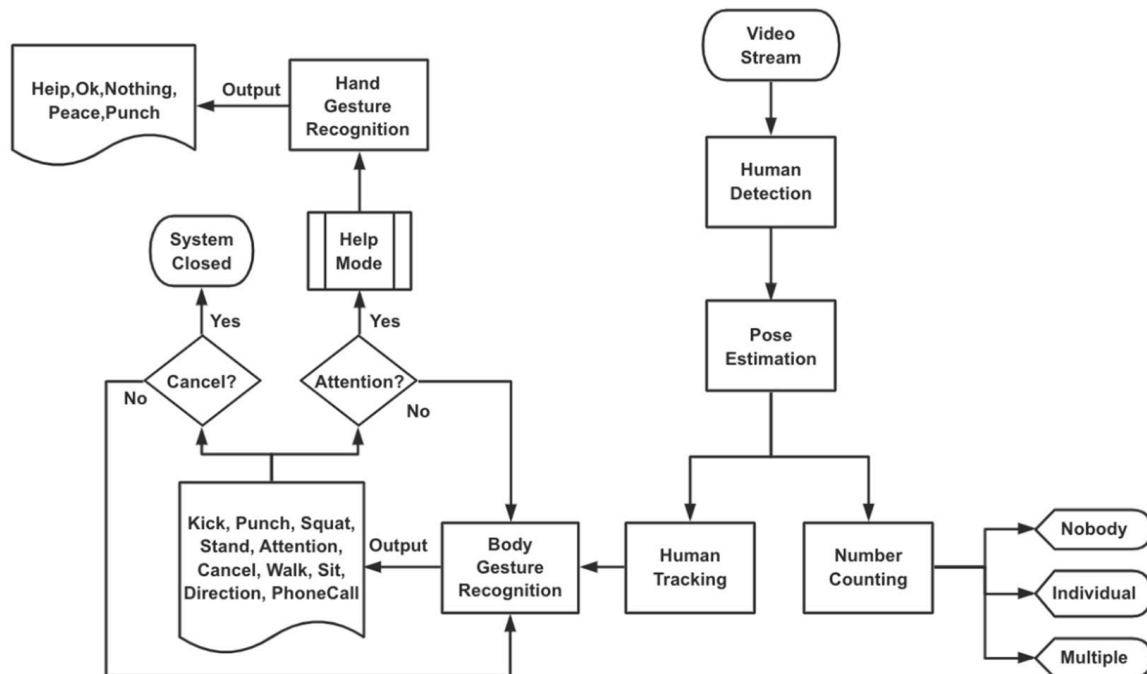 Video
Stream
Heip,Ok,Nothing,
Peace,Punch
Output
Hand
Gesture
Recognition
Human
Detection
System
Closed
Help
Mode
Yes
Yes
Pose
Estimation
Cancel?
Attention?
No
No
Kick, Punch, Squat,
Stand, Attention,
Cancel, Walk, Sit,
Direction, PhoneCall
Output
Body
Gesture
Recognition
Human
Tracking
Number
Counting
Nobody
Individual
Multiple